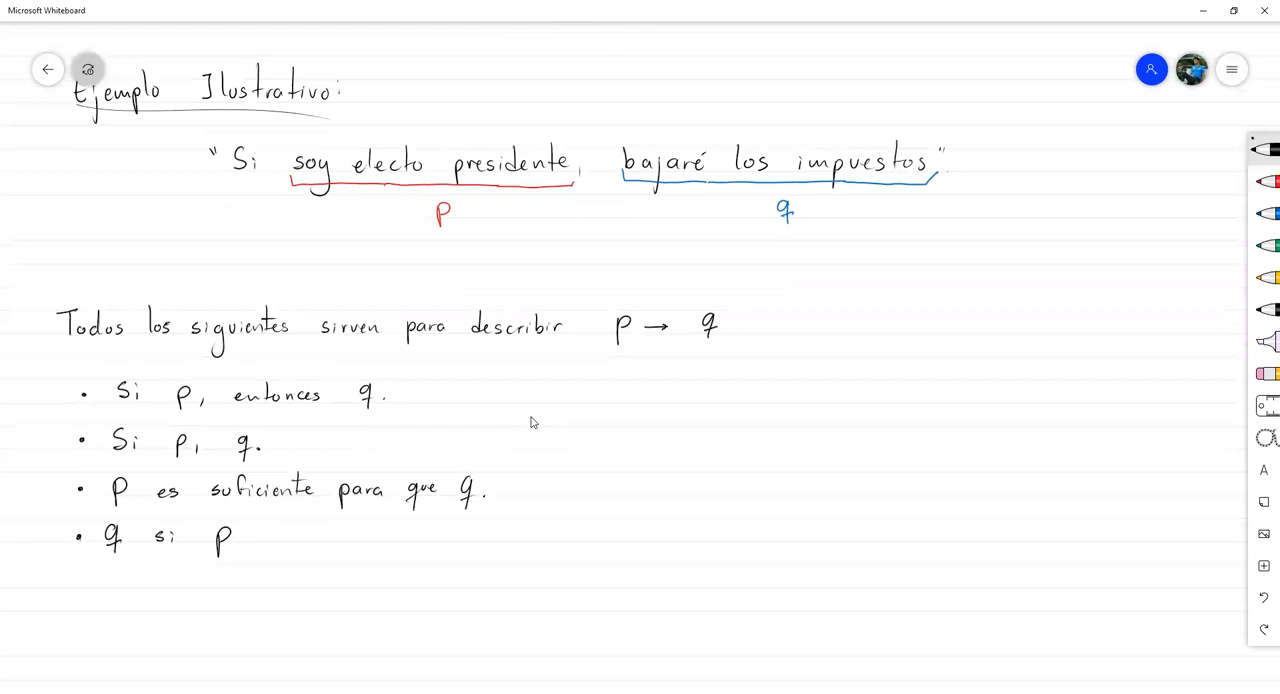 Microsoft Whiteboard
Ejemplo Ilustrativo:
"Si soy electo presidente, bajaré los impuestos".
p q
Todos los siguientes sirven para describir p → q
• Si p, entonces q.
• Si p, q.
• p es suficiente para que q.
• q si p
A